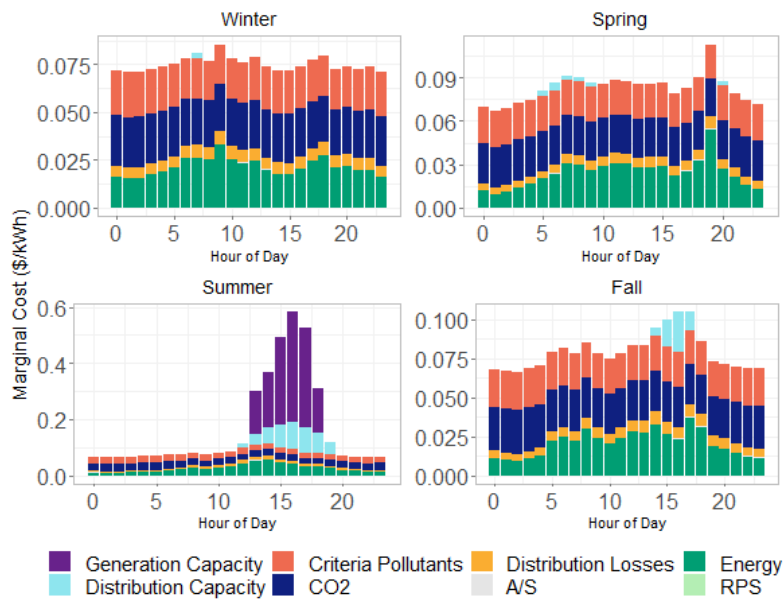 Winter
Spring
0.075
0.050
0.025
0.000
0.09
0.06
0.03
0.00
0 5 10 15 20
0 5 10 15 20
Hour of Day
Hour of Day
Marginal Cost ($/kWh)
Summer
Fall
0.6
0.4
0.2
0.0
0.100
0.075
0.050
0.025
0.000
0 5 10 15 20
0 5 10 15 20
Hour of Day
Hour of Day
Generation Capacity
Criteria Pollutants
Distribution Losses
Energy
Distribution Capacity
CO2
A/S
RPS